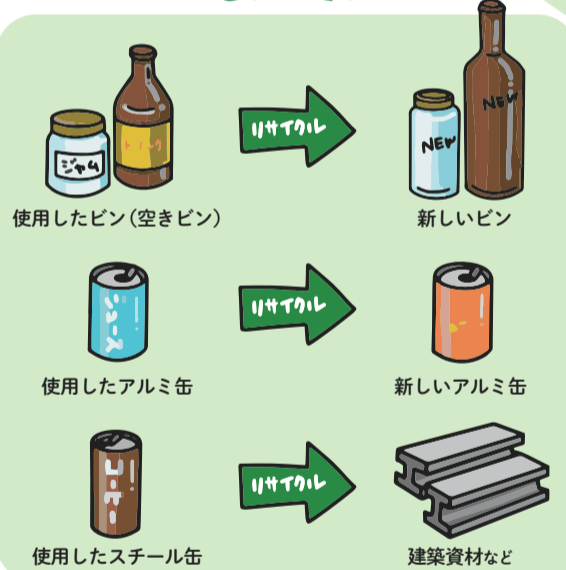 ジャム
ドリンク
リサイクル
NEW
NEW
使用したビン（空きビン）
新しいビン
ジュース
リサイクル
使用したアルミ缶
新しいアルミ缶
コーヒー
リサイクル
使用したスチール缶
建築資材など